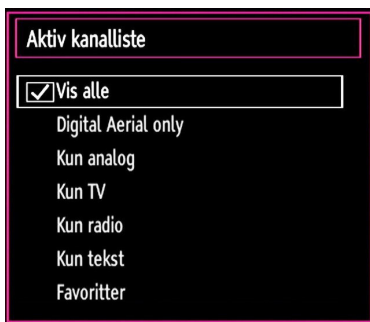 Aktiv kanalliste
Vis alle
Digital Aerial only
Kun analog
Kun TV
Kun radio
Kun tekst
Favoritter